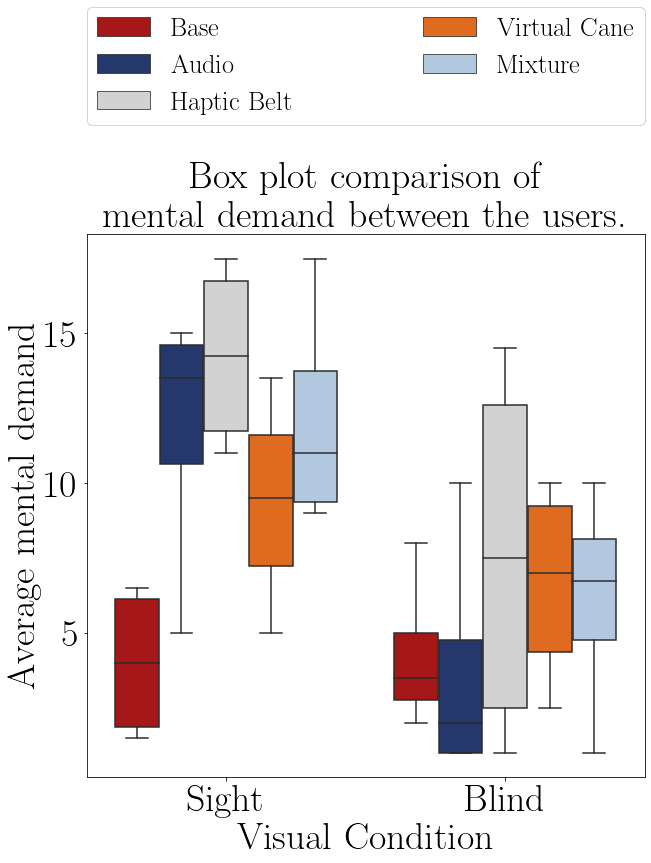 Base
Audio
Haptic Belt
Virtual Cane
Mixture
Box plot comparison of
mental demand between the users.
Average mental demand
15
10
5
Sight
Blind
Visual Condition